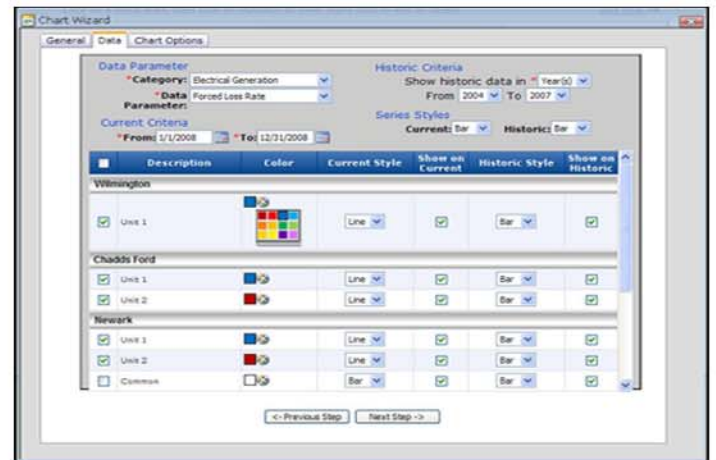 Chart Wizard
General Data Chart Options
Data Parameter
*Category: Electrical Generation
*Data Parameter: Forced Loss Rate
Current Criteria
*From: 1/1/2008 *To: 12/31/2008
Historic Criteria
Show historic data in * Year(s)
From 2004 To 2007
Series Styles
Current: Bar Historic: Bar
Description Color Current Style Show on Current Historic Style Show on Historic
Wilmington
Unit 1 Line Bar
Chadds Ford
Unit 1 Line Bar
Unit 2 Line Bar
Newark
Unit 1 Line Bar
Unit 2 Line Bar
Common Bar Bar
<- Previous Step Next Step ->